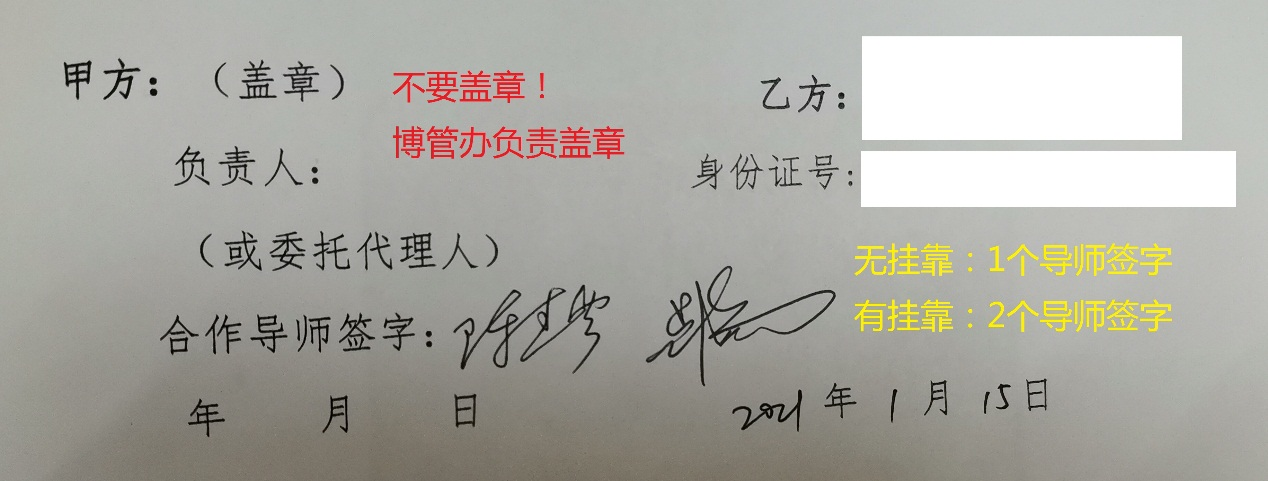 甲方：（盖章） 不要盖章！ 乙方：
博管办负责盖章
负责人： 身份证号：
（或委托代理人） 无挂靠：1个导师签字
合作导师签字： 有挂靠：2个导师签字
年 月 日 2021年1月15日